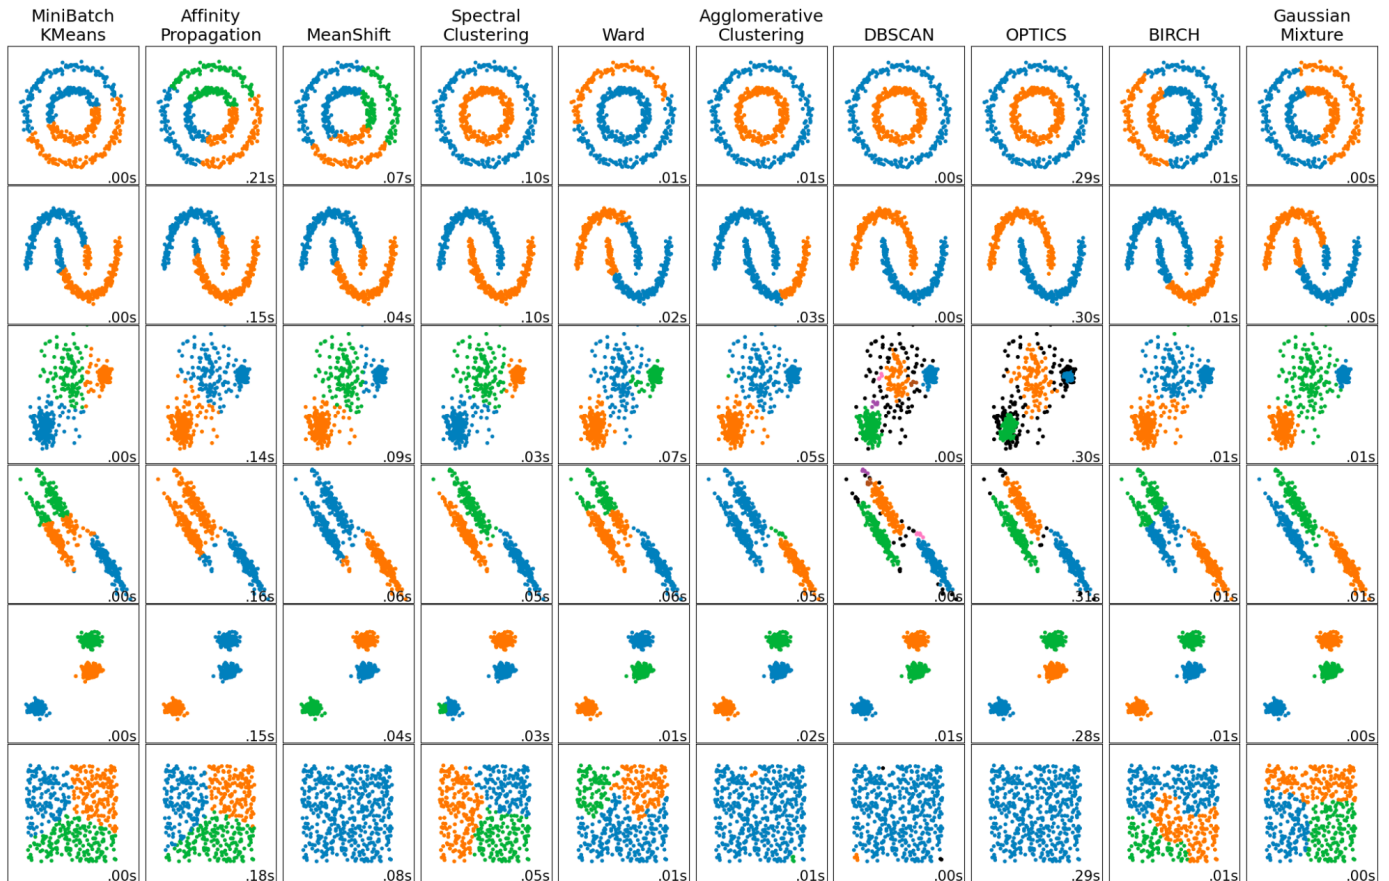 MiniBatch
KMeans
Affinity
Propagation
MeanShift
Spectral
Clustering
Ward
Agglomerative
Clustering
DBSCAN
OPTICS
BIRCH
Gaussian
Mixture
.00s .21s .07s .10s .01s .01s .00s .29s .01s .00s
.00s .15s .04s .10s .02s .03s .00s .30s .01s .00s
.00s .14s .09s .03s .07s .05s .00s .30s .01s .01s
.00s .16s .06s .05s .06s .05s .00s .31s .01s .01s
.00s .15s .04s .03s .01s .02s .01s .28s .01s .00s
.00s .18s .08s .05s .01s .01s .00s .29s .01s .00s